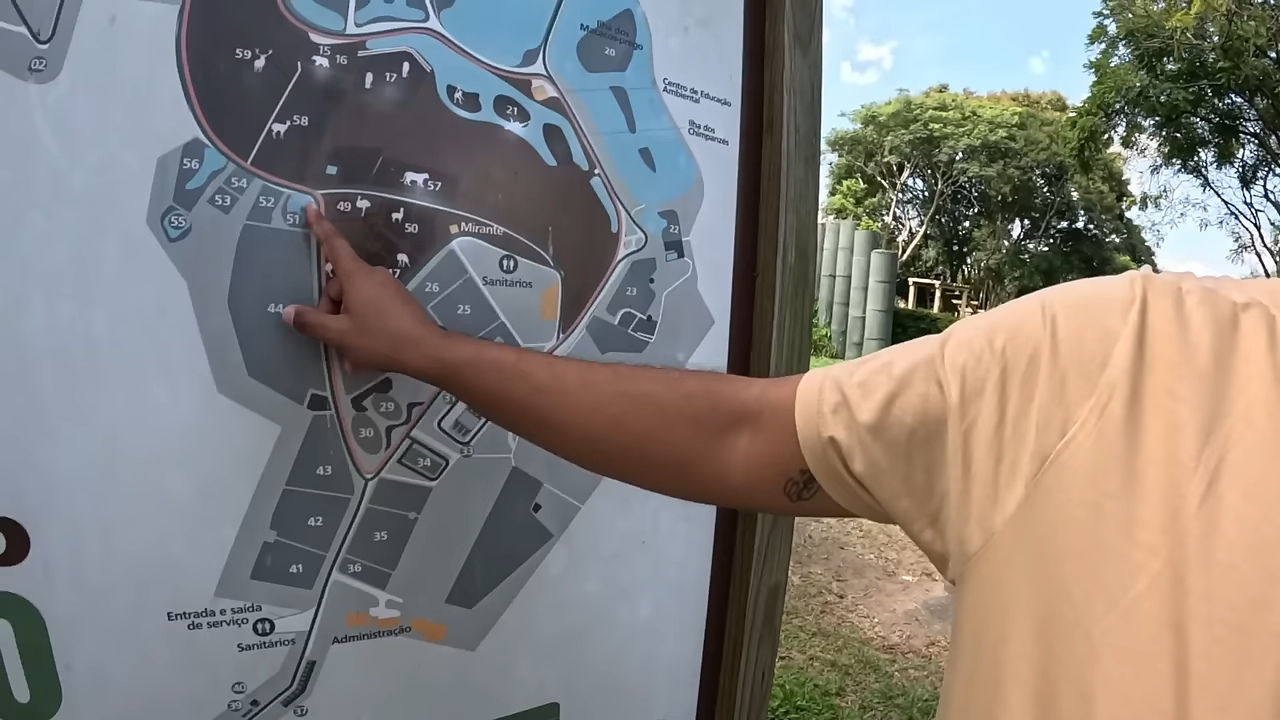 02
Ilha dos
Macacos-prego
20
59
15
16
17
Centro de Educação
Ambiental
21
58
Ilha dos
Chimpanzés
56
54
57
53
52
51
49
50
Mirante
55
22
Sanitários
26
25
23
44
29
30
34
33
43
42
35
41
36
Entrada e saída
de serviço
Sanitários
Administração
40
39
37